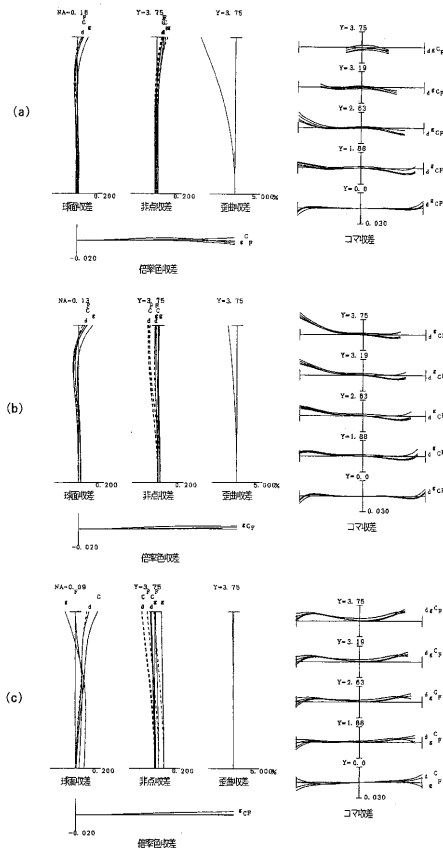 (a)
NA=0.18
F
C
d g
Y=3.75
F
C
d g
Y=3.75
0.200
0.200
5.000%
球面収差
非点収差
歪曲収差
-0.020
C
g F
倍率色収差
Y=3.75
d g C F
Y=3.19
d g C F
Y=2.63
d g C F
Y=1.88
d g C F
Y=0.0
d g C F
0.030
コマ収差
(b)
NA=0.13
F
C
d g
Y=3.75
Y=3.75
0.200
0.200
5.000%
球面収差
非点収差
歪曲収差
-0.020
g C F
倍率色収差
Y=3.75
Y=3.19
d g C F
Y=2.63
d g C F
Y=1.88
d g C F
Y=0.0
d g C F
0.030
コマ収差
(c)
NA=0.09
g F d C
Y=3.75
Y=3.75
0.200
0.200
5.000%
球面収差
非点収差
歪曲収差
-0.020
g C F
倍率色収差
Y=3.75
d g C F
Y=3.19
d g C F
Y=2.63
d g C F
Y=1.88
d g C F
Y=0.0
0.030
コマ収差